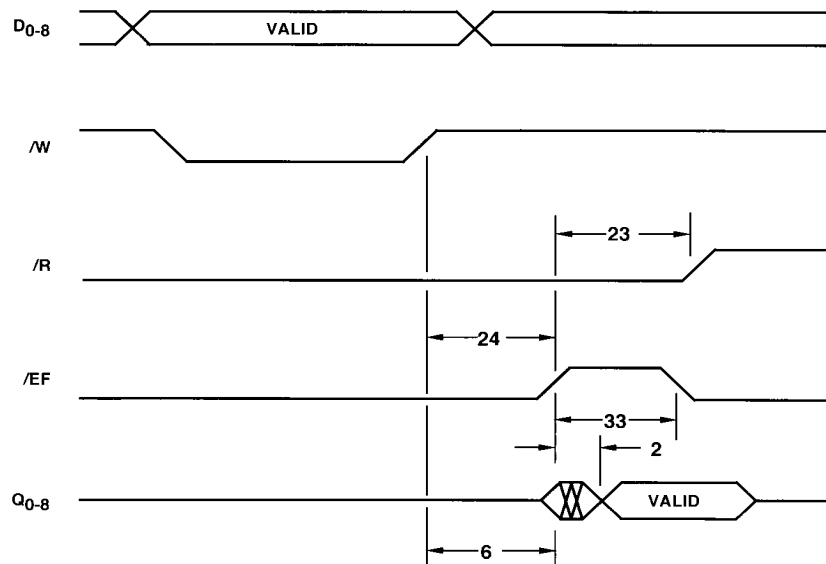 D0-8 VALID
/W
23
/R
24
/EF
33
2
Q0-8 VALID
6